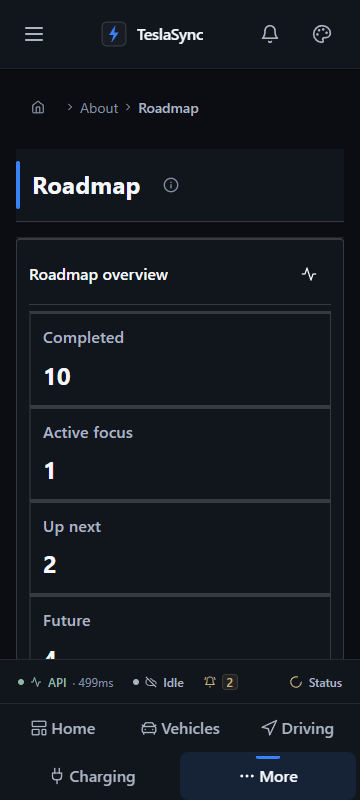 TeslaSync
About Roadmap
Roadmap
Roadmap overview
Completed
10
Active focus
1
Up next
2
Future
4
API · 499ms Idle 2 Status
Home Vehicles Driving
Charging More